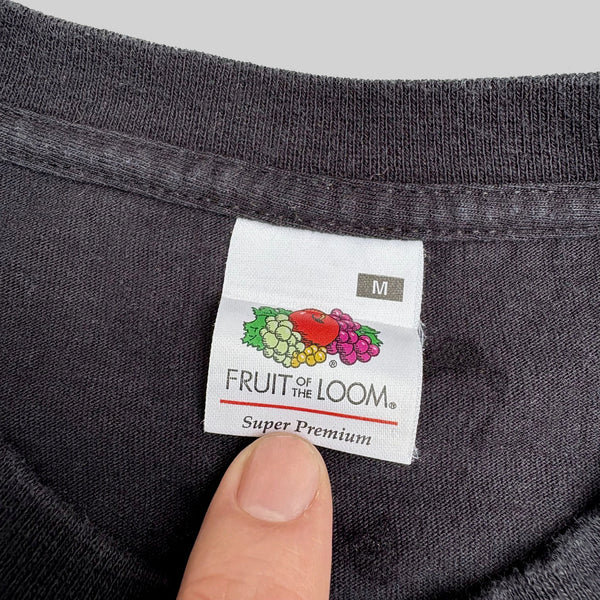 M
®
FRUIT OF THE LOOM®
Super Premium